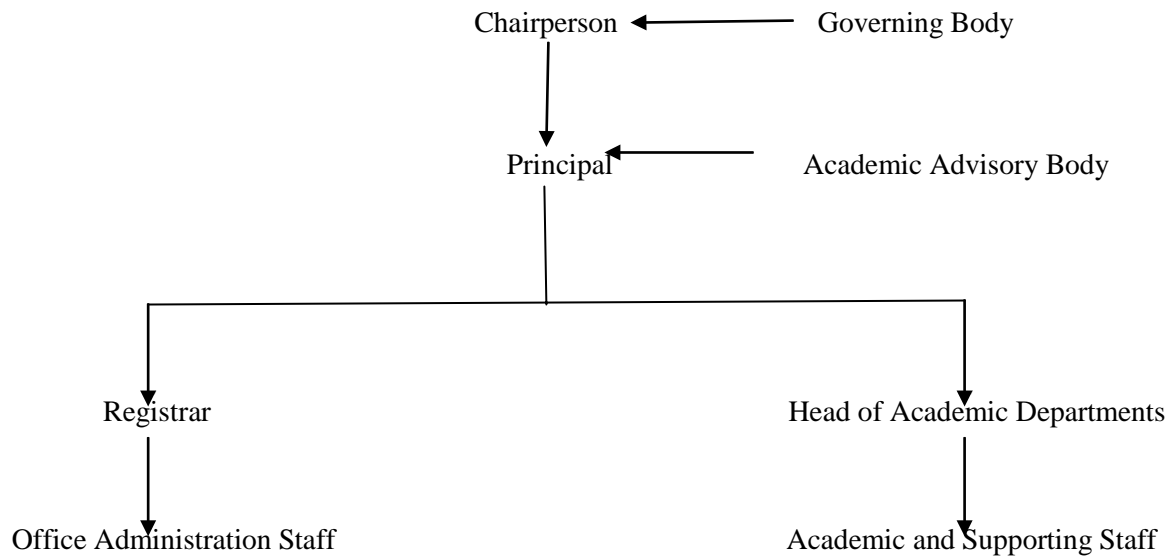 Chairperson Governing Body
Principal Academic Advisory Body
Registrar Head of Academic Departments
Office Administration Staff Academic and Supporting Staff